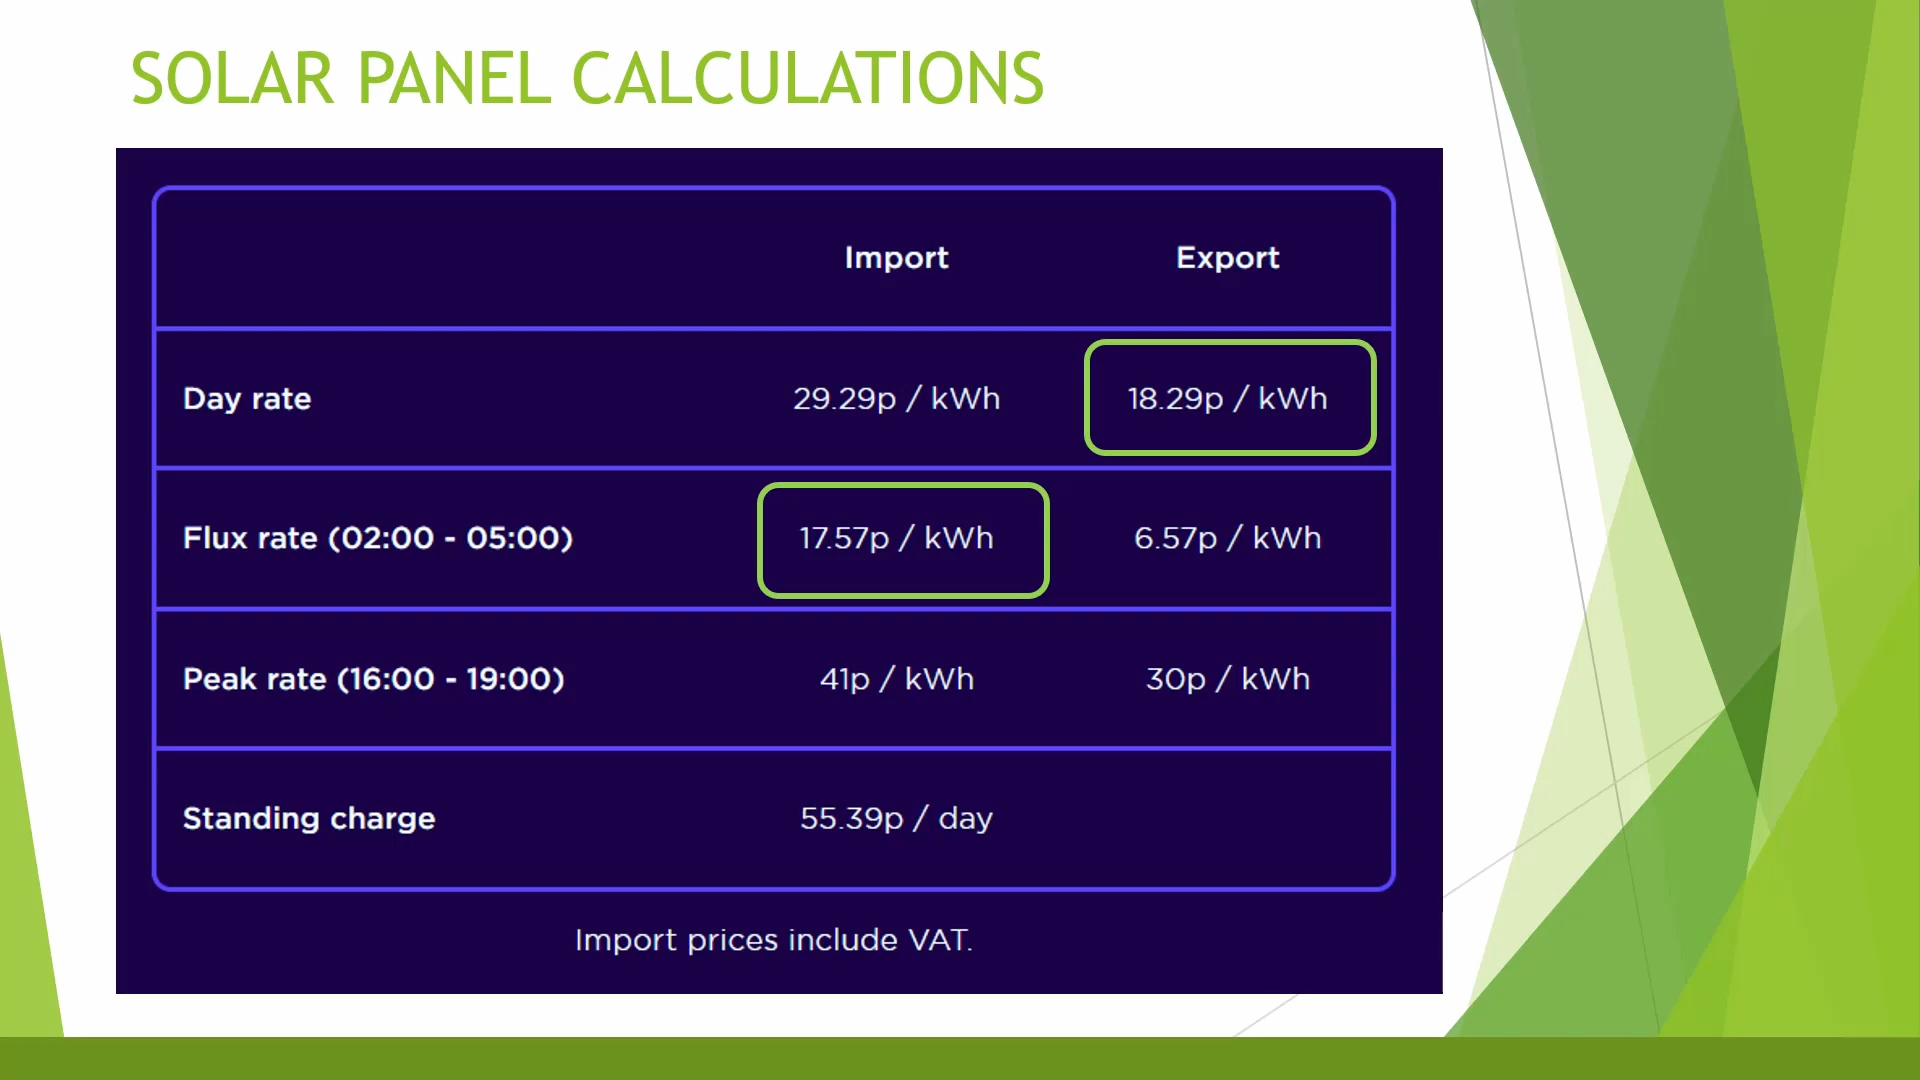 SOLAR PANEL CALCULATIONS
Import Export
Day rate 29.29p / kWh 18.29p / kWh
Flux rate (02:00 - 05:00) 17.57p / kWh 6.57p / kWh
Peak rate (16:00 - 19:00) 41p / kWh 30p / kWh
Standing charge 55.39p / day
Import prices include VAT.